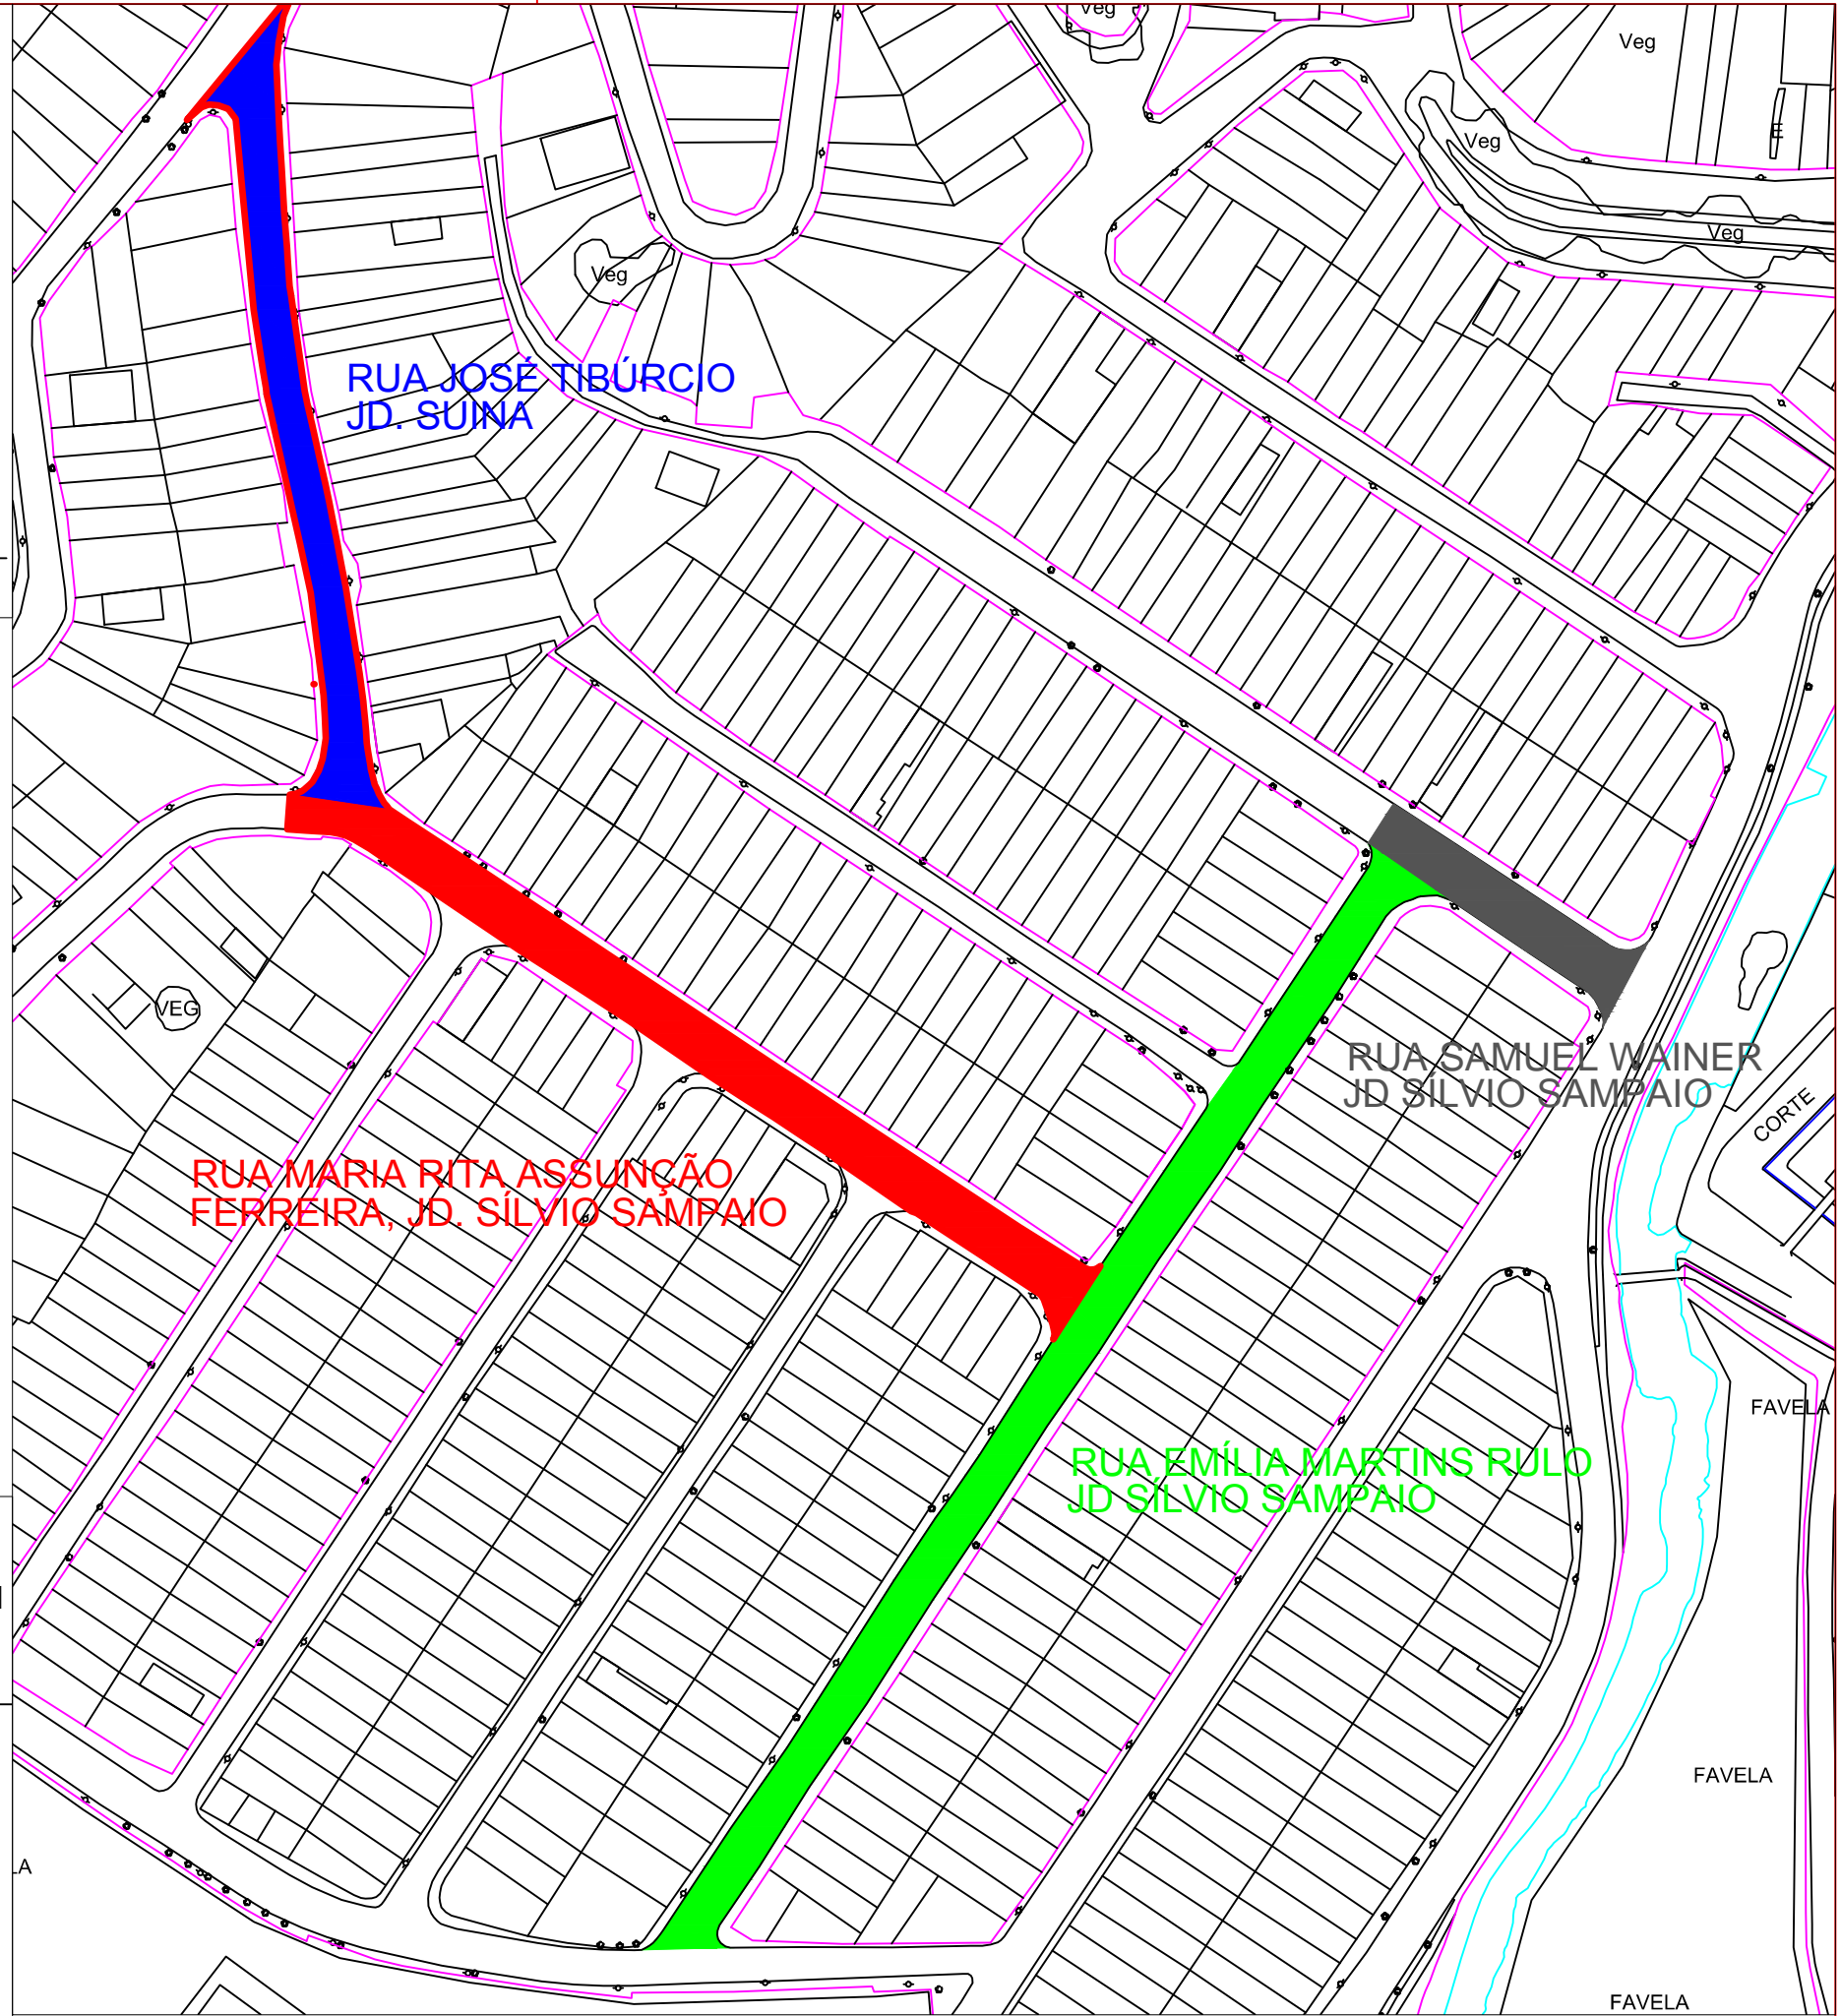 Veg
Veg
E
Veg
Veg
Veg
RUA JOSÉ TIBÚRCIO
JD. SUINA
VEG
RUA SAMUEL WAINER
JD SÍLVIO SAMPAIO
CORTE
RUA MARIA RITA ASSUNÇÃO
FERREIRA, JD. SÍLVIO SAMPAIO
FAVELA
RUA EMÍLIA MARTINS RULO
JD SÍLVIO SAMPAIO
FAVELA
LA
FAVELA